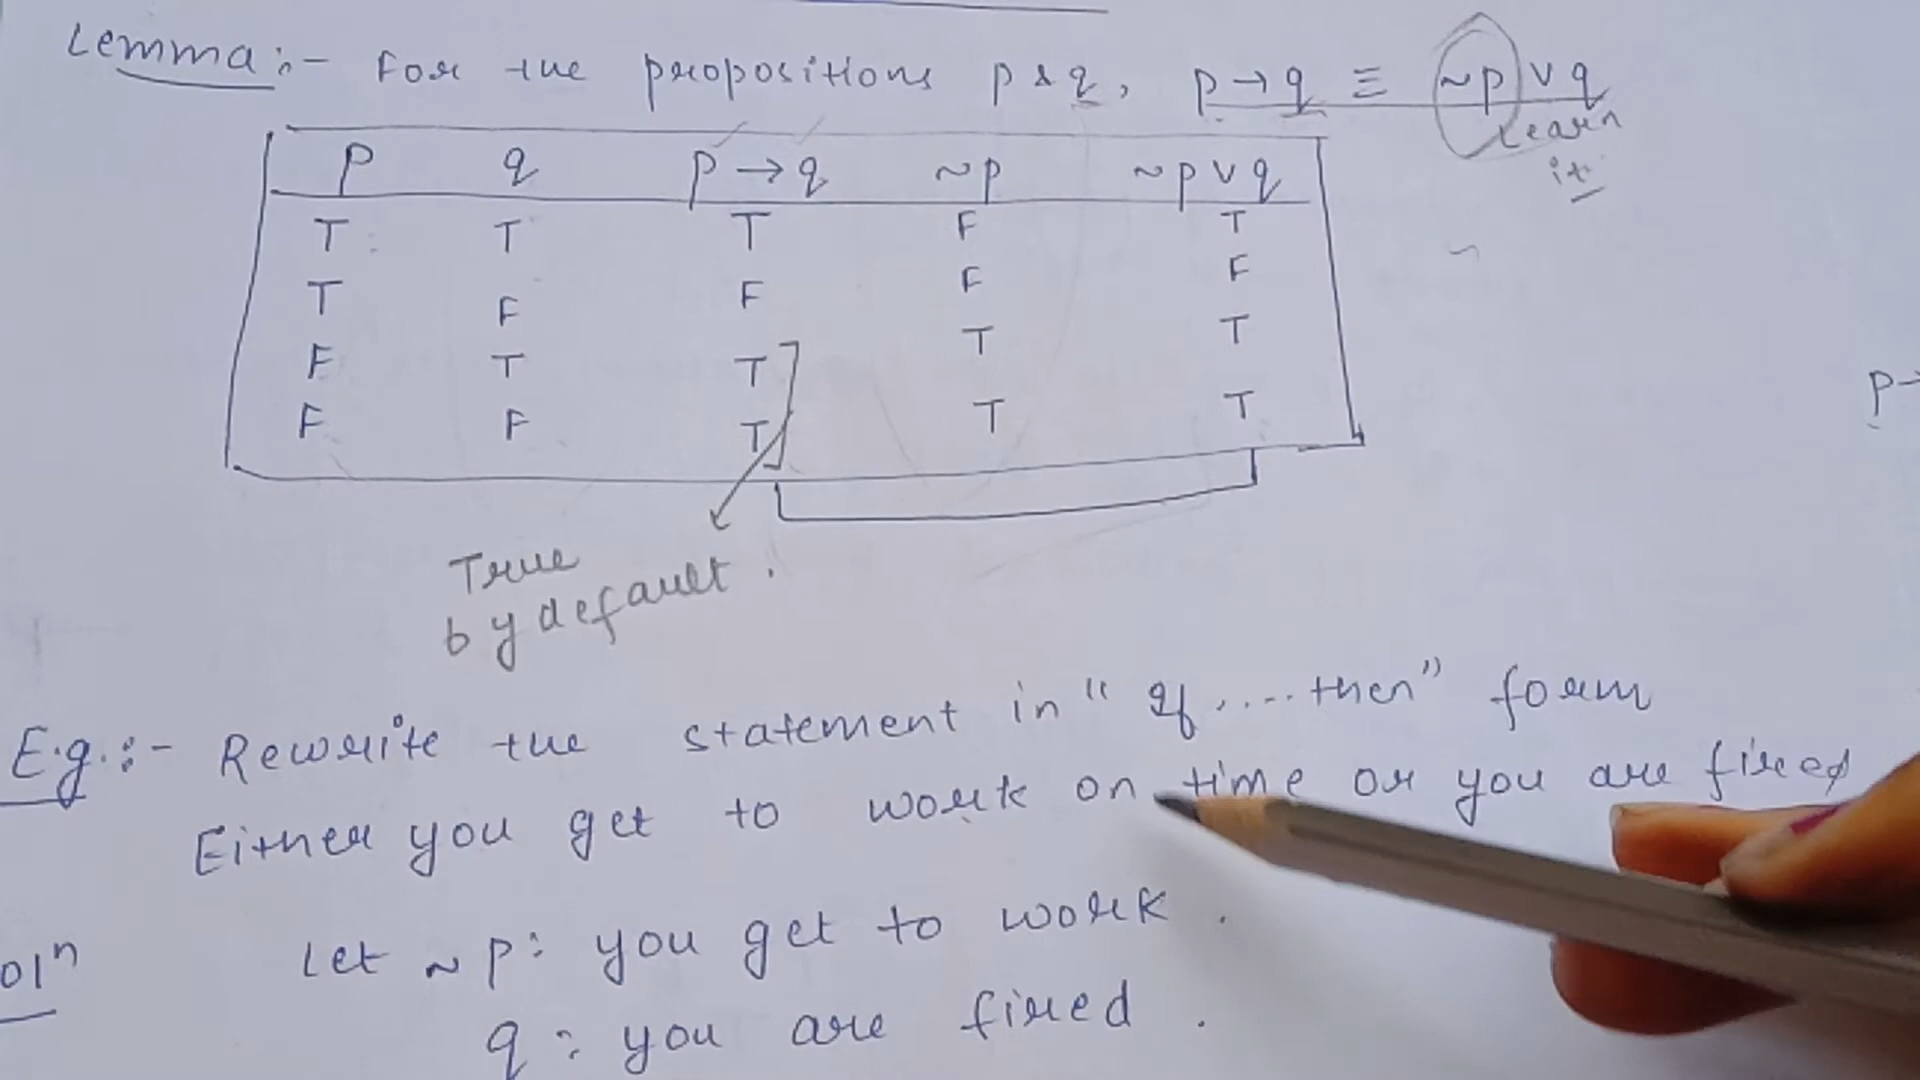 Lemma :- For the propositions p & q, p → q ≡ ~p ∨ q
Learn it
p q p → q ~p ~p ∨ q
T T T F T
T F F F F
F T T T T
F F T T T
p →
True
by default.
E.g. :- Rewrite the statement in "If .... then" form
Either you get to work on time or you are fired
olⁿ Let ~p : you get to work.
q : you are fired.